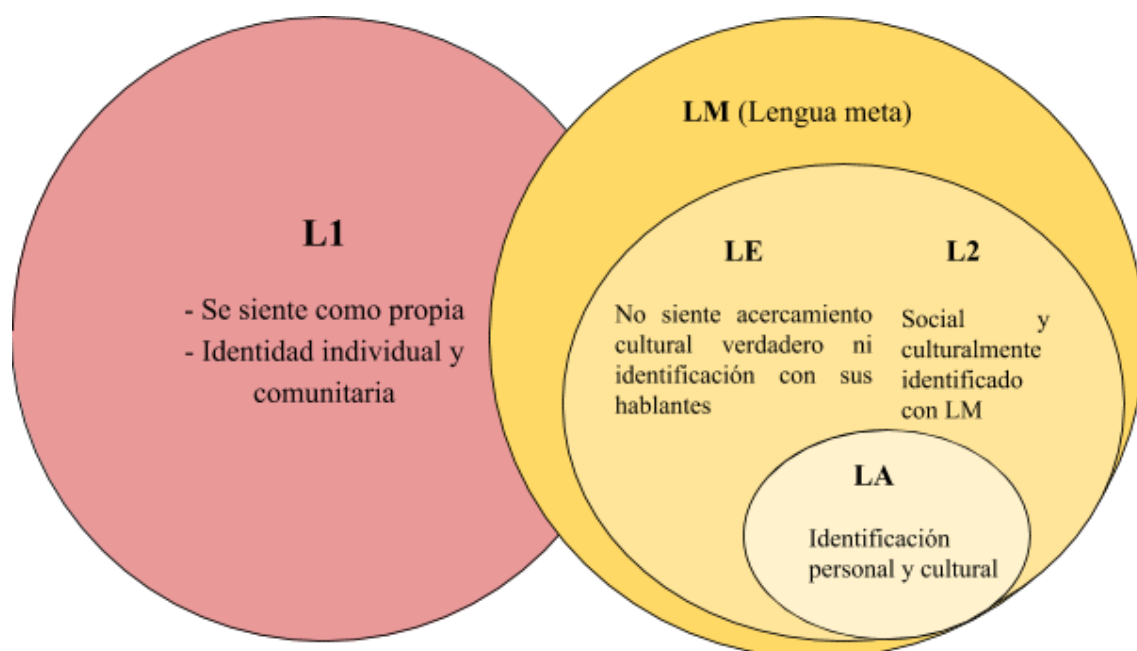 L1
- Se siente como propia
- Identidad individual y
comunitaria
LM (Lengua meta)
LE
No siente acercamiento
cultural verdadero ni
identificación con sus
hablantes
L2
Social y
culturalmente
identificado
con LM
LA
Identificación
personal y cultural